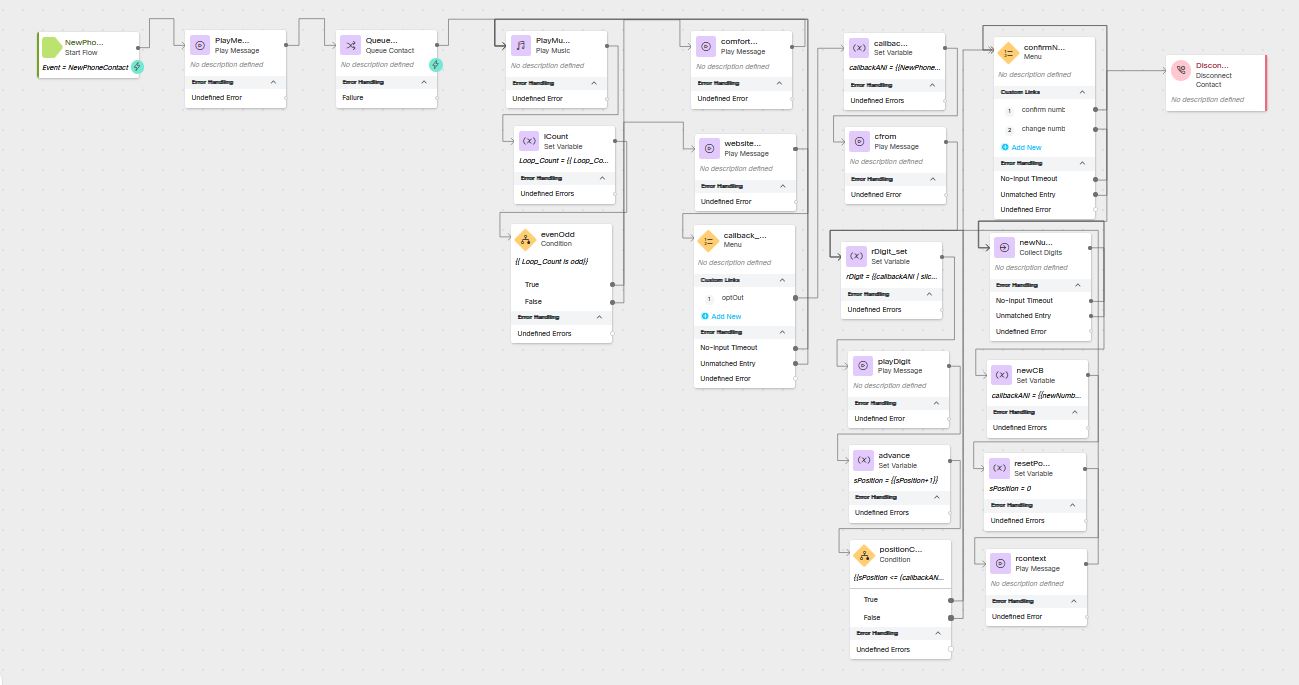 NewPho...
Start Flow
Event = NewPhoneContact
PlayMe...
Play Message
No description defined
Error Handling
Undefined Error
Queue...
Queue Contact
No description defined
Error Handling
Failure
PlayMu...
Play Music
No description defined
Error Handling
Undefined Error
lCount
Set Variable
Loop_Count = {{ Loop_Co...
Error Handling
Undefined Errors
evenOdd
Condition
{{ Loop_Count is odd}}
True
False
Error Handling
Undefined Errors
comfort...
Play Message
No description defined
Error Handling
Undefined Error
website...
Play Message
No description defined
Error Handling
Undefined Error
callback_...
Menu
No description defined
Custom Links
1 optOut
Add New
Error Handling
No-Input Timeout
Unmatched Entry
Undefined Error
callbac...
Set Variable
callbackANI = {{NewPhone...
Error Handling
Undefined Errors
cfrom
Play Message
No description defined
Error Handling
Undefined Error
rDigit_set
Set Variable
rDigit = {{callbackANI | slic...
Error Handling
Undefined Errors
playDigit
Play Message
No description defined
Error Handling
Undefined Error
advance
Set Variable
sPosition = {{sPosition+1}}
Error Handling
Undefined Errors
positionC...
Condition
{{sPosition <= (callbackAN...
True
False
Error Handling
Undefined Errors
confirmN...
Menu
No description defined
Custom Links
1 confirm numb
2 change numb
Add New
Error Handling
No-Input Timeout
Unmatched Entry
Undefined Error
newNu...
Collect Digits
No description defined
Error Handling
No-Input Timeout
Unmatched Entry
Undefined Error
newCB
Set Variable
callbackANI = {{newNumb...
Error Handling
Undefined Errors
resetPo...
Set Variable
sPosition = 0
Error Handling
Undefined Errors
rcontext
Play Message
No description defined
Error Handling
Undefined Error
Discon...
Disconnect
Contact
No description defined